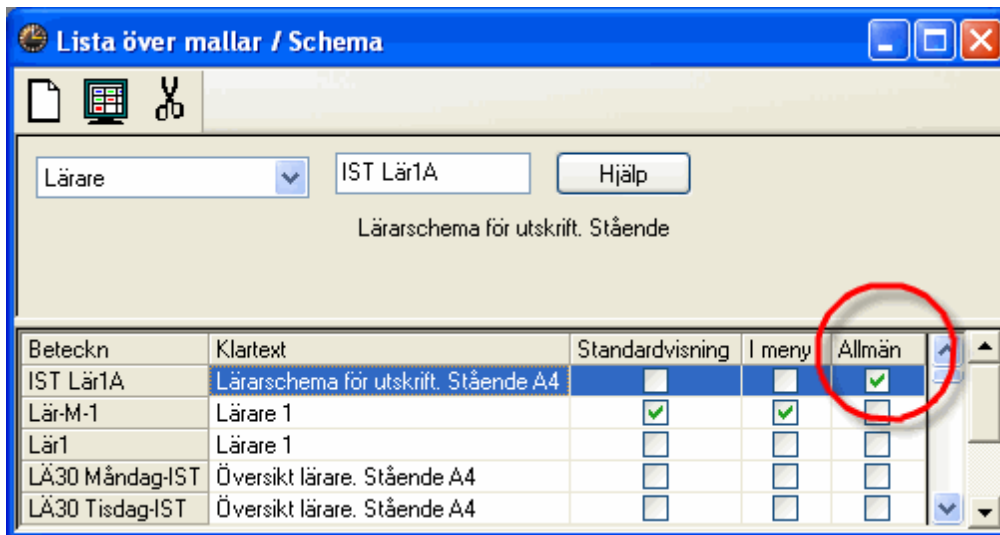 Lista över mallar / Schema
Lärare IST Lär1A Hjälp
Lärarschema för utskrift. Stående
Beteckn Klartext Standardvisning I meny Allmän
IST Lär1A Lärarschema för utskrift. Stående A4
Lär-M-1 Lärare 1
Lär1 Lärare 1
LÄ30 Måndag-IST Översikt lärare. Stående A4
LÄ30 Tisdag-IST Översikt lärare. Stående A4